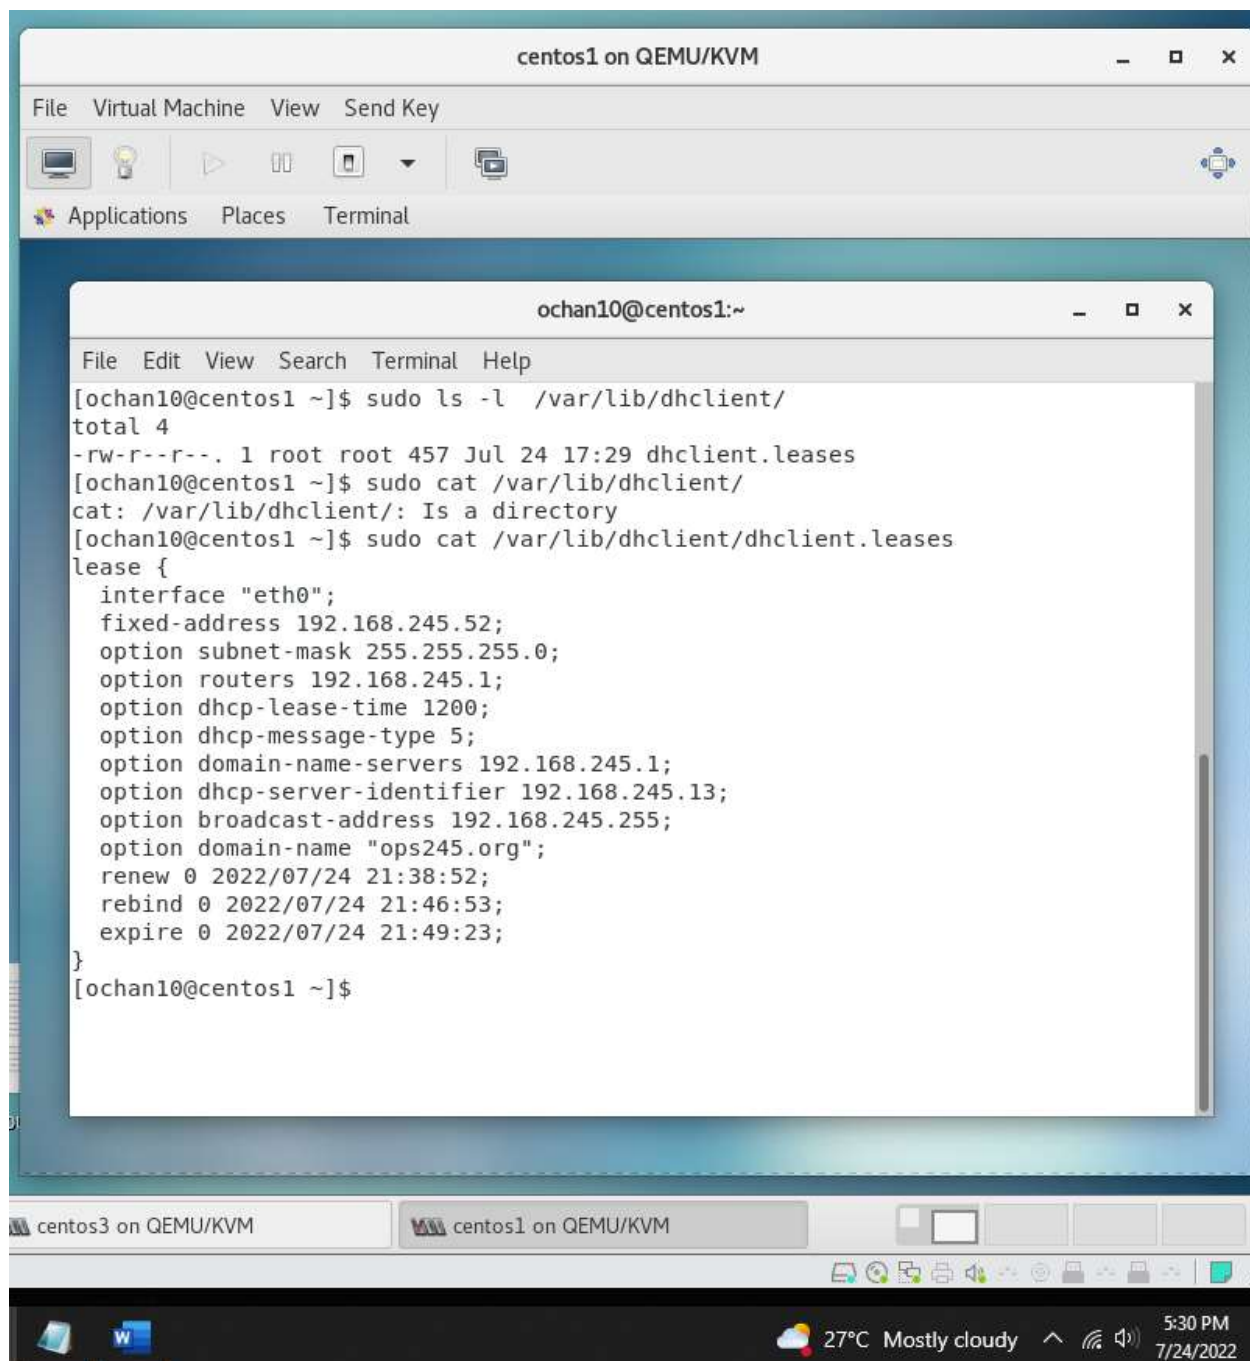 centos1 on QEMU/KVM
File Virtual Machine View Send Key
Applications Places Terminal
ochan10@centos1:~
File Edit View Search Terminal Help
[ochan10@centos1 ~]$ sudo ls -l  /var/lib/dhclient/
total 4
-rw-r--r--. 1 root root 457 Jul 24 17:29 dhclient.leases
[ochan10@centos1 ~]$ sudo cat /var/lib/dhclient/
cat: /var/lib/dhclient/: Is a directory
[ochan10@centos1 ~]$ sudo cat /var/lib/dhclient/dhclient.leases
lease {
  interface "eth0";
  fixed-address 192.168.245.52;
  option subnet-mask 255.255.255.0;
  option routers 192.168.245.1;
  option dhcp-lease-time 1200;
  option dhcp-message-type 5;
  option domain-name-servers 192.168.245.1;
  option dhcp-server-identifier 192.168.245.13;
  option broadcast-address 192.168.245.255;
  option domain-name "ops245.org";
  renew 0 2022/07/24 21:38:52;
  rebind 0 2022/07/24 21:46:53;
  expire 0 2022/07/24 21:49:23;
}
[ochan10@centos1 ~]$
centos3 on QEMU/KVM
centos1 on QEMU/KVM
W
27°C Mostly cloudy
5:30 PM
7/24/2022